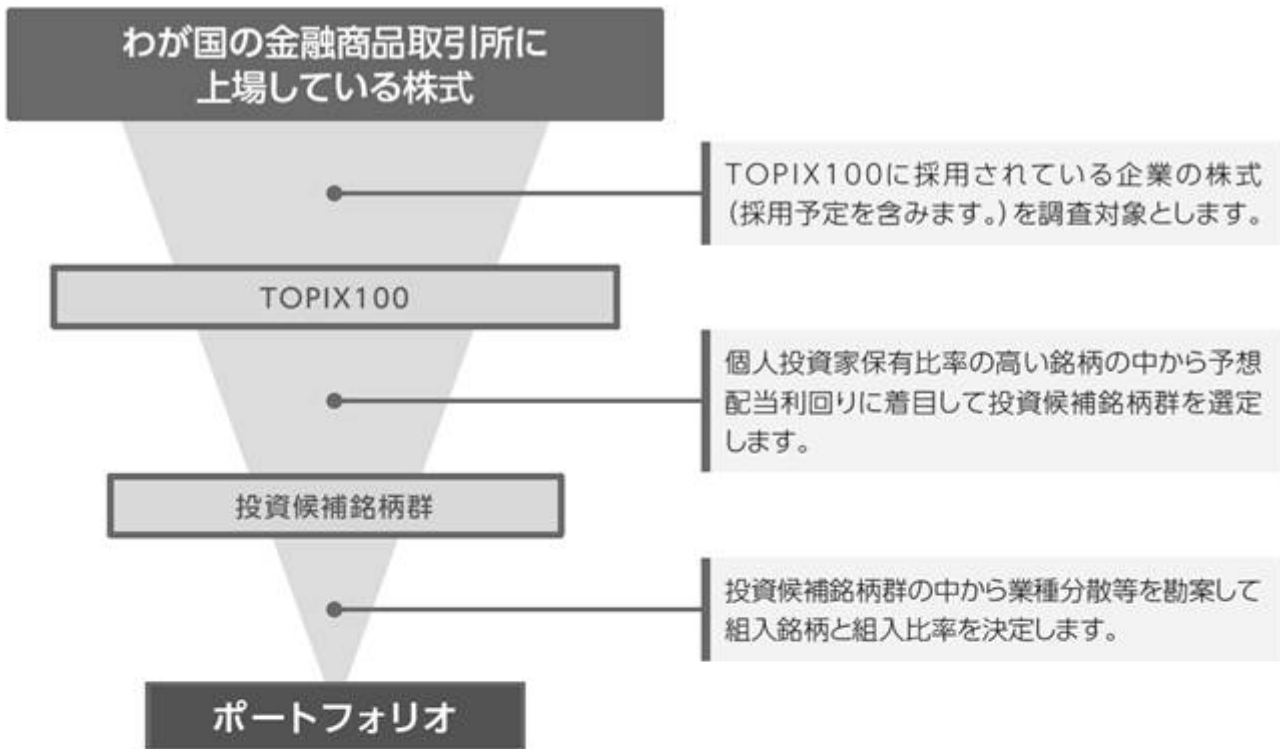 わが国の金融商品取引所に
上場している株式
TOPIX100に採用されている企業の株式
(採用予定を含みます。)を調査対象とします。
TOPIX100
個人投資家保有比率の高い銘柄の中から予想
配当利回りに着目して投資候補銘柄群を選定
します。
投資候補銘柄群
投資候補銘柄群の中から業種分散等を勘案して
組入銘柄と組入比率を決定します。
ポートフォリオ